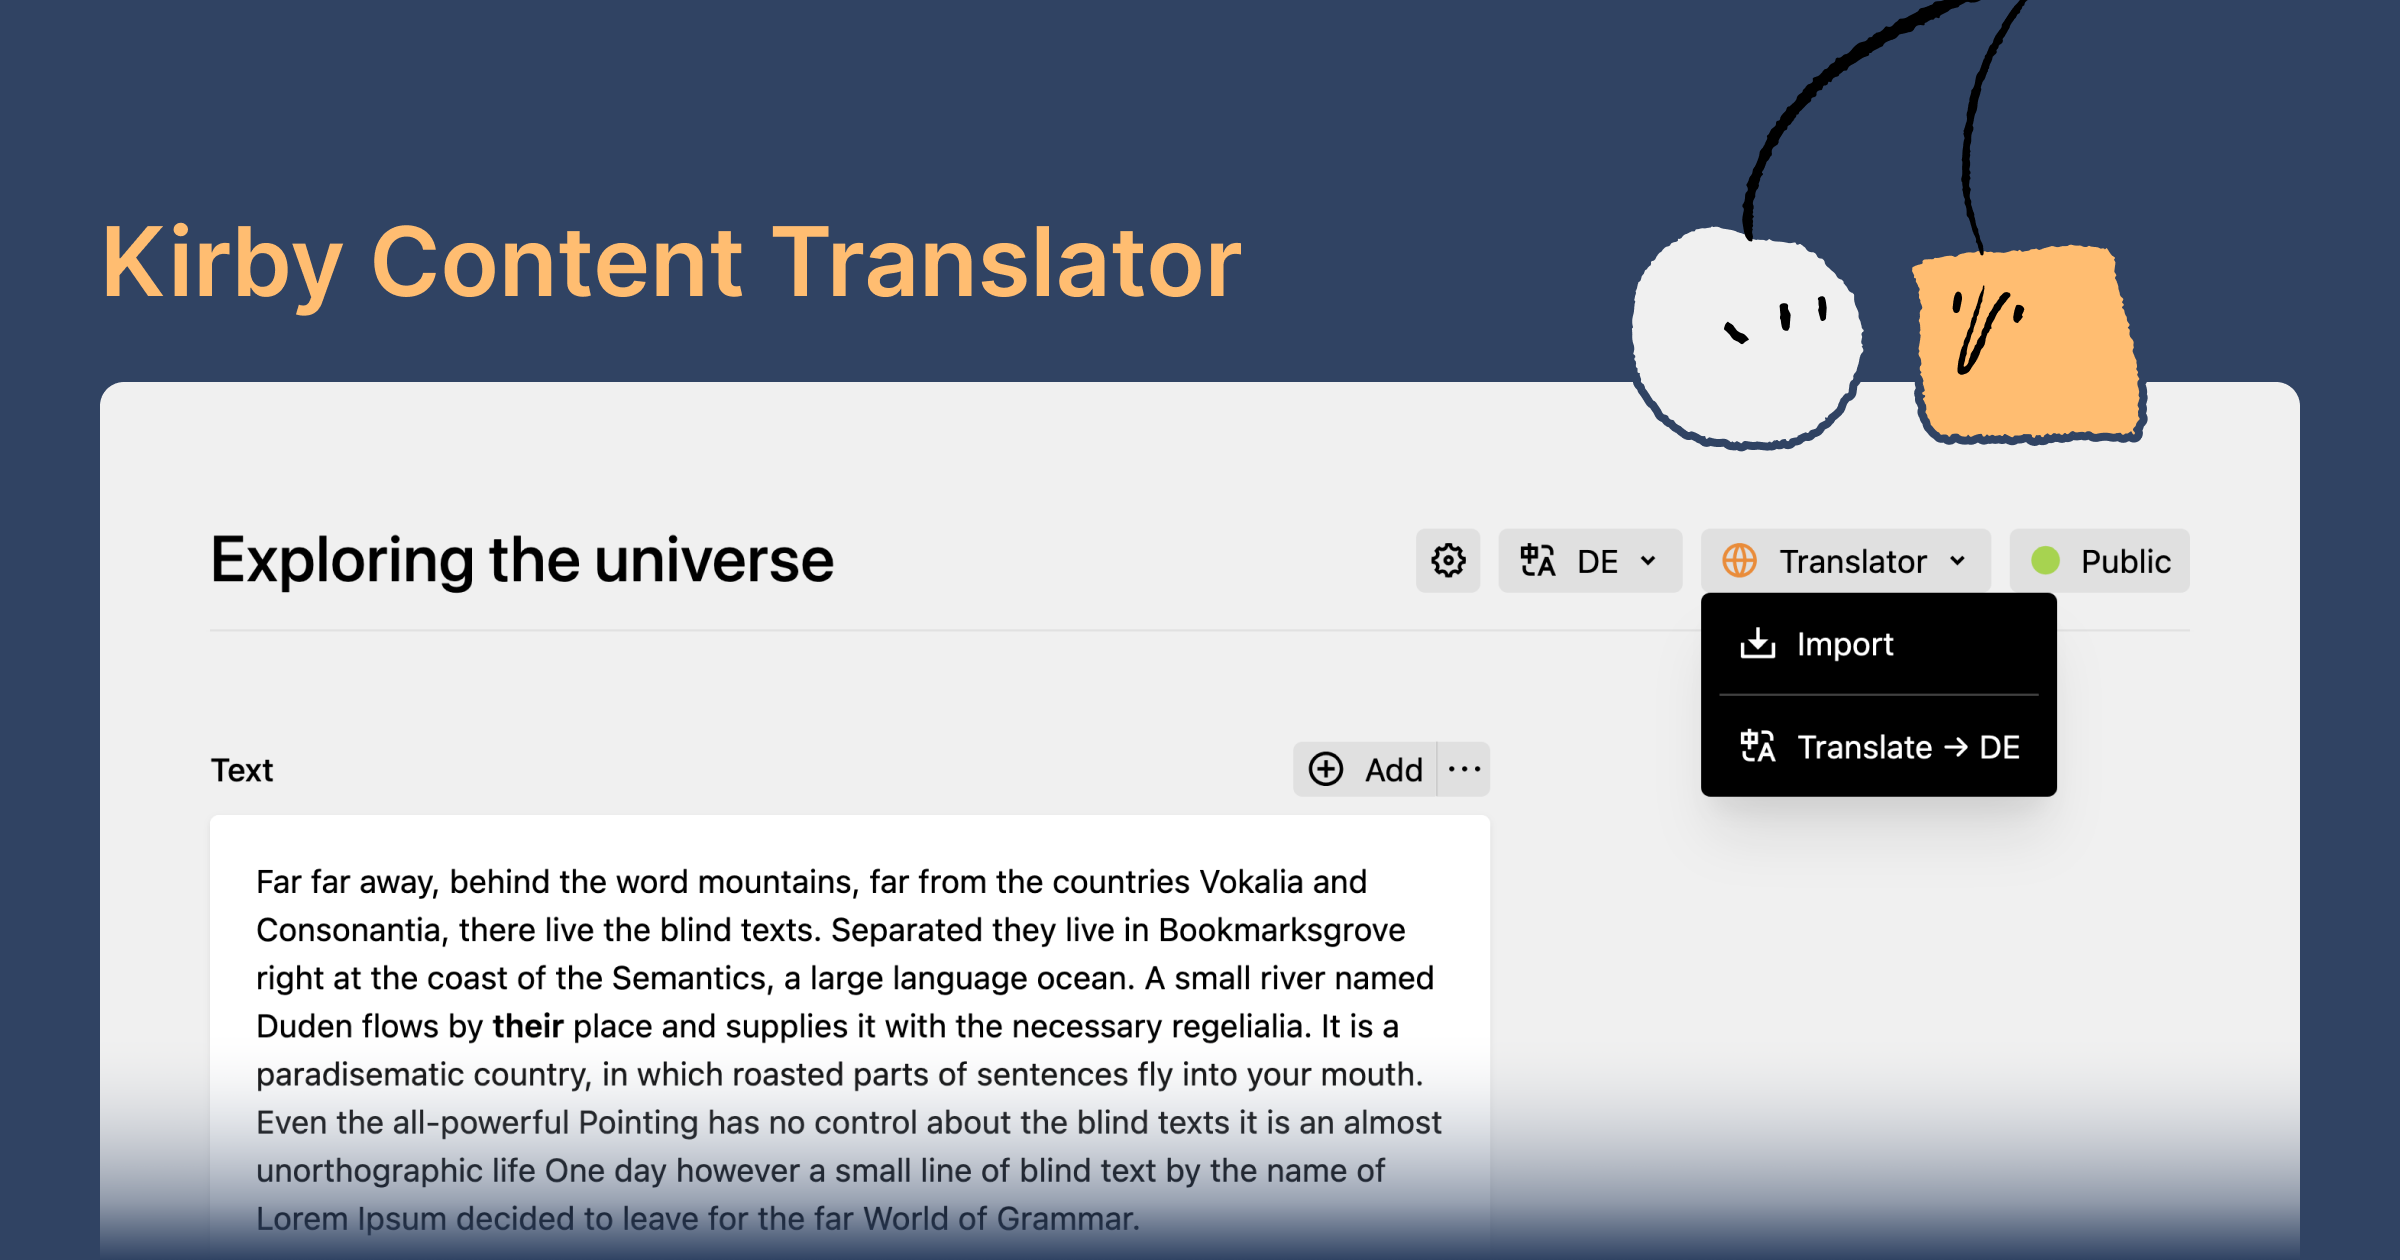 Kirby Content Translator
Exploring the universe
DE
Translator
Public
Import
Translate → DE
Text
Add
Far far away, behind the word mountains, far from the countries Vokalia and
Consonantia, there live the blind texts. Separated they live in Bookmarksgrove
right at the coast of the Semantics, a large language ocean. A small river named
Duden flows by their place and supplies it with the necessary regelialia. It is a
paradisematic country, in which roasted parts of sentences fly into your mouth.
Even the all-powerful Pointing has no control about the blind texts it is an almost
unorthographic life One day however a small line of blind text by the name of
Lorem Ipsum decided to leave for the far World of Grammar.